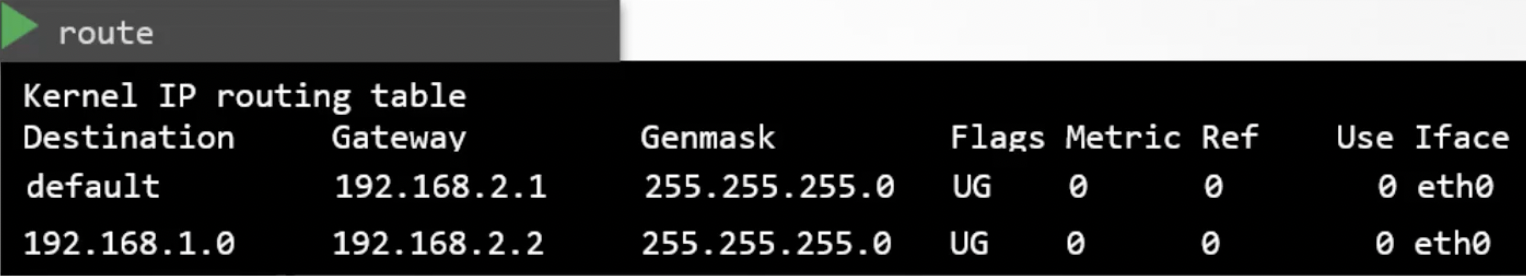 route
Kernel IP routing table
Destination Gateway Genmask Flags Metric Ref Use Iface
default 192.168.2.1 255.255.255.0 UG 0 0 0 eth0
192.168.1.0 192.168.2.2 255.255.255.0 UG 0 0 0 eth0